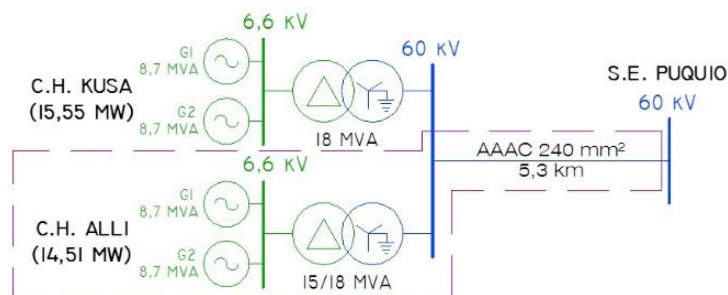 6,6 KV
G1
8,7 MVA
C.H. KUSA
(15,55 MW)
G2
8,7 MVA
18 MVA
60 KV
S.E. PUQUIO
60 KV
AAAC 240 mm²
5,3 km
6,6 KV
G1
8,7 MVA
C.H. ALLI
(14,51 MW)
G2
8,7 MVA
15/18 MVA